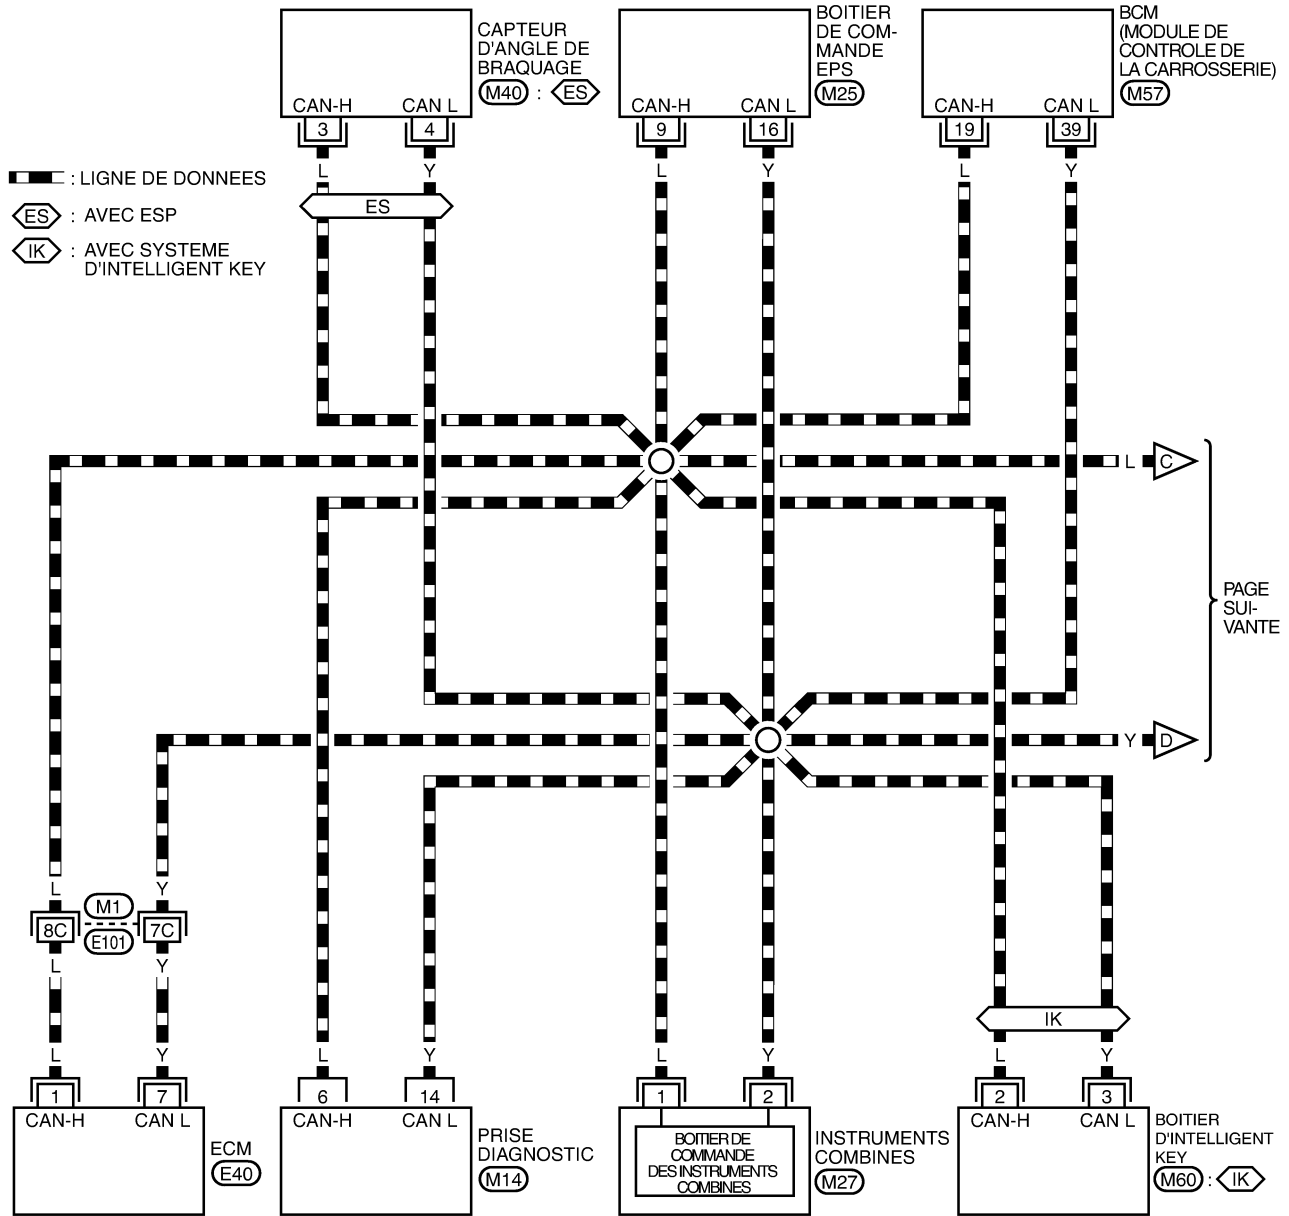 CAPTEUR
D'ANGLE DE
BRAQUAGE
M40 : ES
CAN-H CAN L
3 4
L Y
BOITIER
DE COM-
MANDE
EPS
M25
CAN-H CAN L
9 16
L Y
BCM
(MODULE DE
CONTROLE DE
LA CARROSSERIE)
M57
CAN-H CAN L
19 39
L Y
: LIGNE DE DONNEES
ES : AVEC ESP
IK : AVEC SYSTEME
D'INTELLIGENT KEY
ES
L C
PAGE
SUI-
VANTE
Y D
L Y
M1
8C 7C
E101
L Y
IK
L Y
L Y
L Y
L Y
1 7
CAN-H CAN L
ECM
E40
6 14
CAN-H CAN L
PRISE
DIAGNOSTIC
M14
1 2
BOITIER DE
COMMANDE
DES INSTRUMENTS
COMBINES
INSTRUMENTS
COMBINES
M27
2 3
CAN-H CAN L
BOITIER
D'INTELLIGENT
KEY
M60 : IK